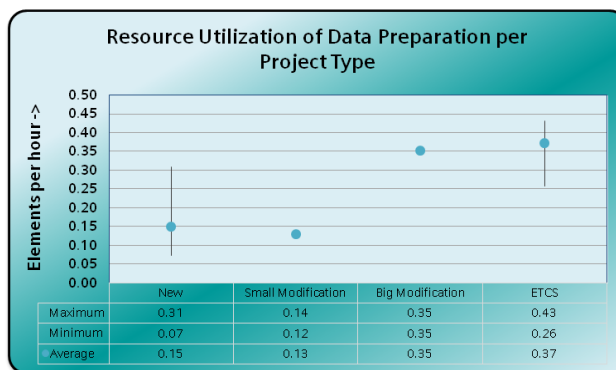 Resource Utilization of Data Preparation per
Project Type
Elements per hour ->
0.50
0.45
0.40
0.35
0.30
0.25
0.20
0.15
0.10
0.05
0.00
New Small Modification Big Modification ETCS
Maximum 0.31 0.14 0.35 0.43
Minimum 0.07 0.12 0.35 0.26
Average 0.15 0.13 0.35 0.37